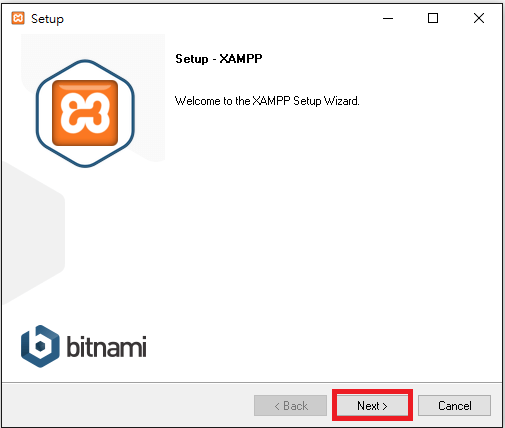 Setup
Setup - XAMPP
Welcome to the XAMPP Setup Wizard.
bitnami
< Back
Next >
Cancel